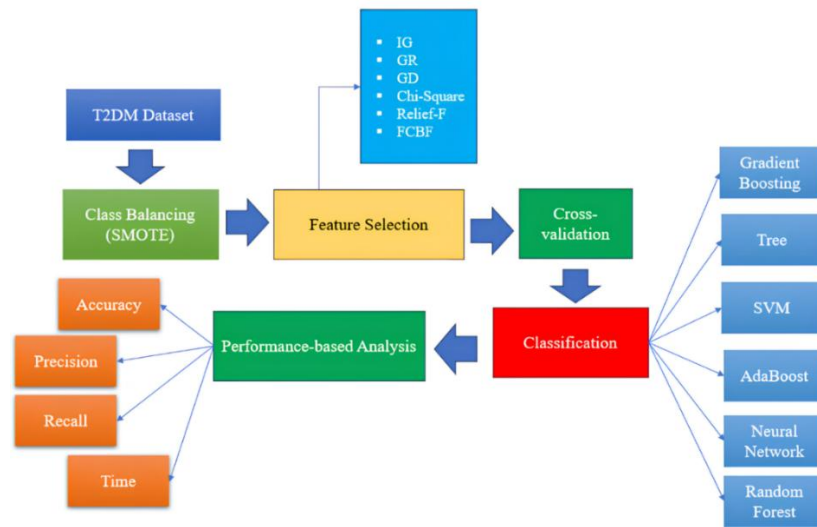 IG
GR
GD
Chi-Square
Relief-F
FCBF
T2DM Dataset
Class Balancing
(SMOTE)
Feature Selection
Cross-
validation
Gradient
Boosting
Tree
SVM
AdaBoost
Neural
Network
Random
Forest
Classification
Performance-based Analysis
Accuracy
Precision
Recall
Time